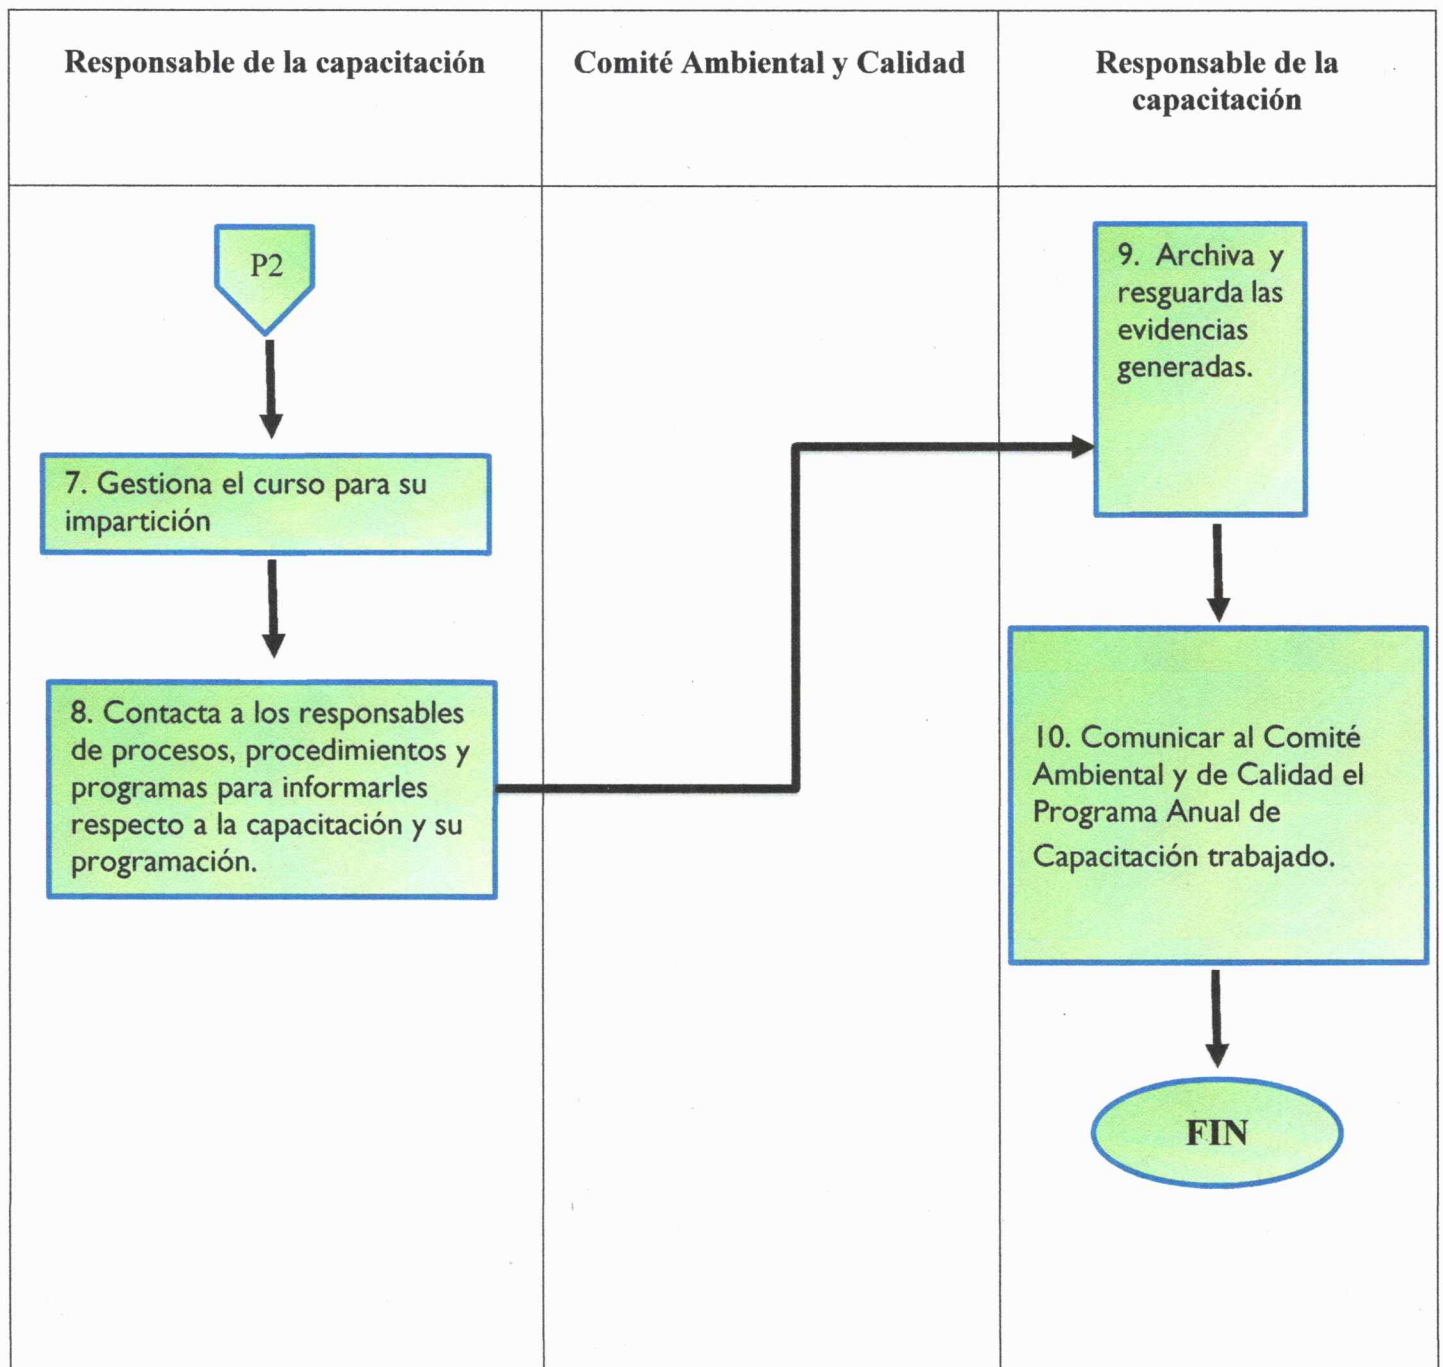 Responsable de la capacitación
Comité Ambiental y Calidad
Responsable de la
capacitación
P2
7. Gestiona el curso para su
impartición
8. Contacta a los responsables
de procesos, procedimientos y
programas para informarles
respecto a la capacitación y su
programación.
9. Archiva y
resguarda las
evidencias
generadas.
10. Comunicar al Comité
Ambiental y de Calidad el
Programa Anual de
Capacitación trabajado.
FIN